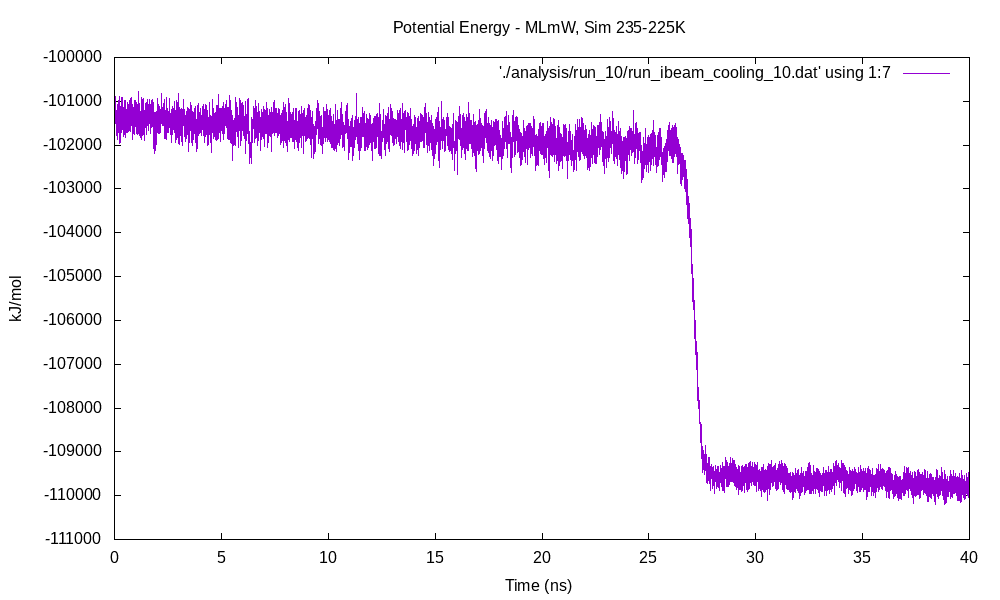 Potential Energy - MLmW, Sim 235-225K
'./analysis/run_10/run_ibeam_cooling_10.dat' using 1:7
-100000
-101000
-102000
-103000
-104000
-105000
-106000
-107000
-108000
-109000
-110000
-111000
kJ/mol
0 5 10 15 20 25 30 35 40
Time (ns)